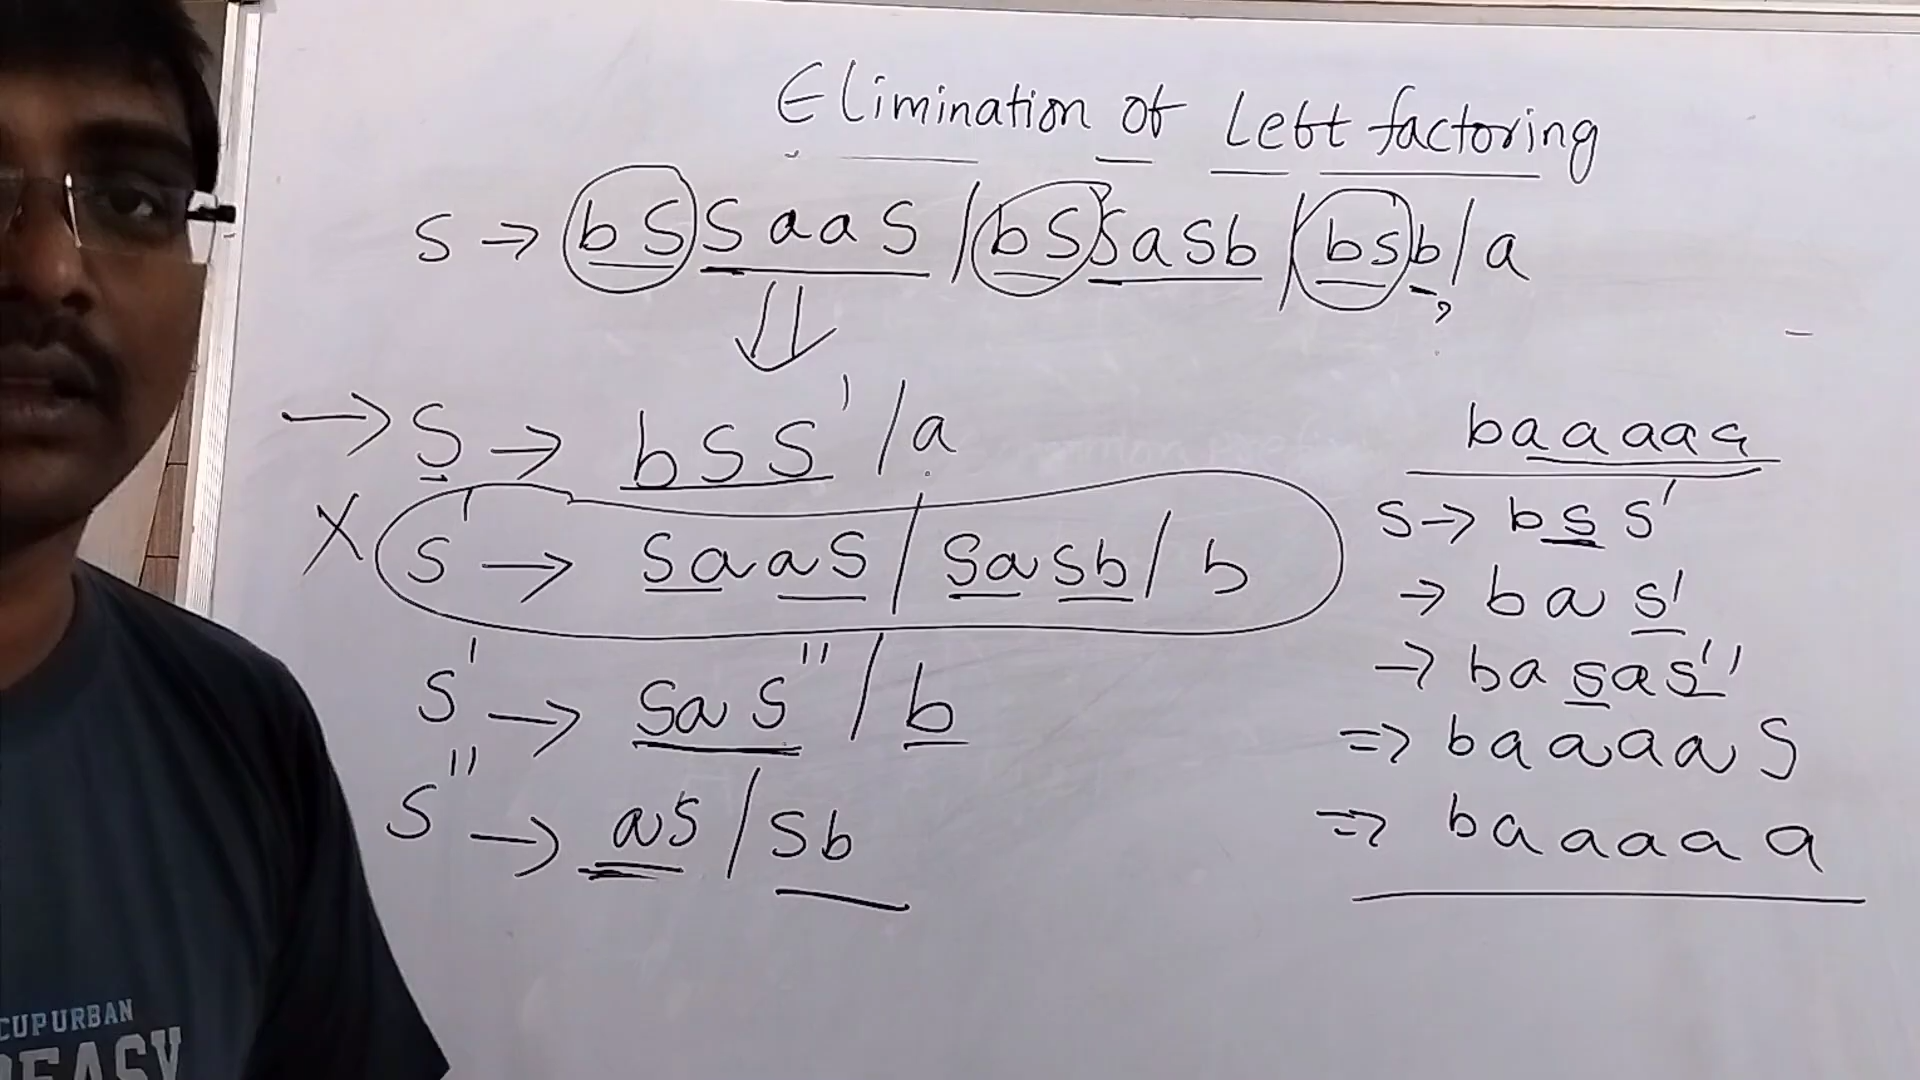 Elimination of Left factoring
S → bSSaaS / bSSaSb / bSb / a
→ S → bSS' / a
X S' → SaaS / SaSb / b
S' → SaS'' / b
S'' → aS / Sb
baaaaa
S → bSS'
→ baS'
→ baSaS''
⇒ baaaaS
⇒ baaaaa
CUPURBAN